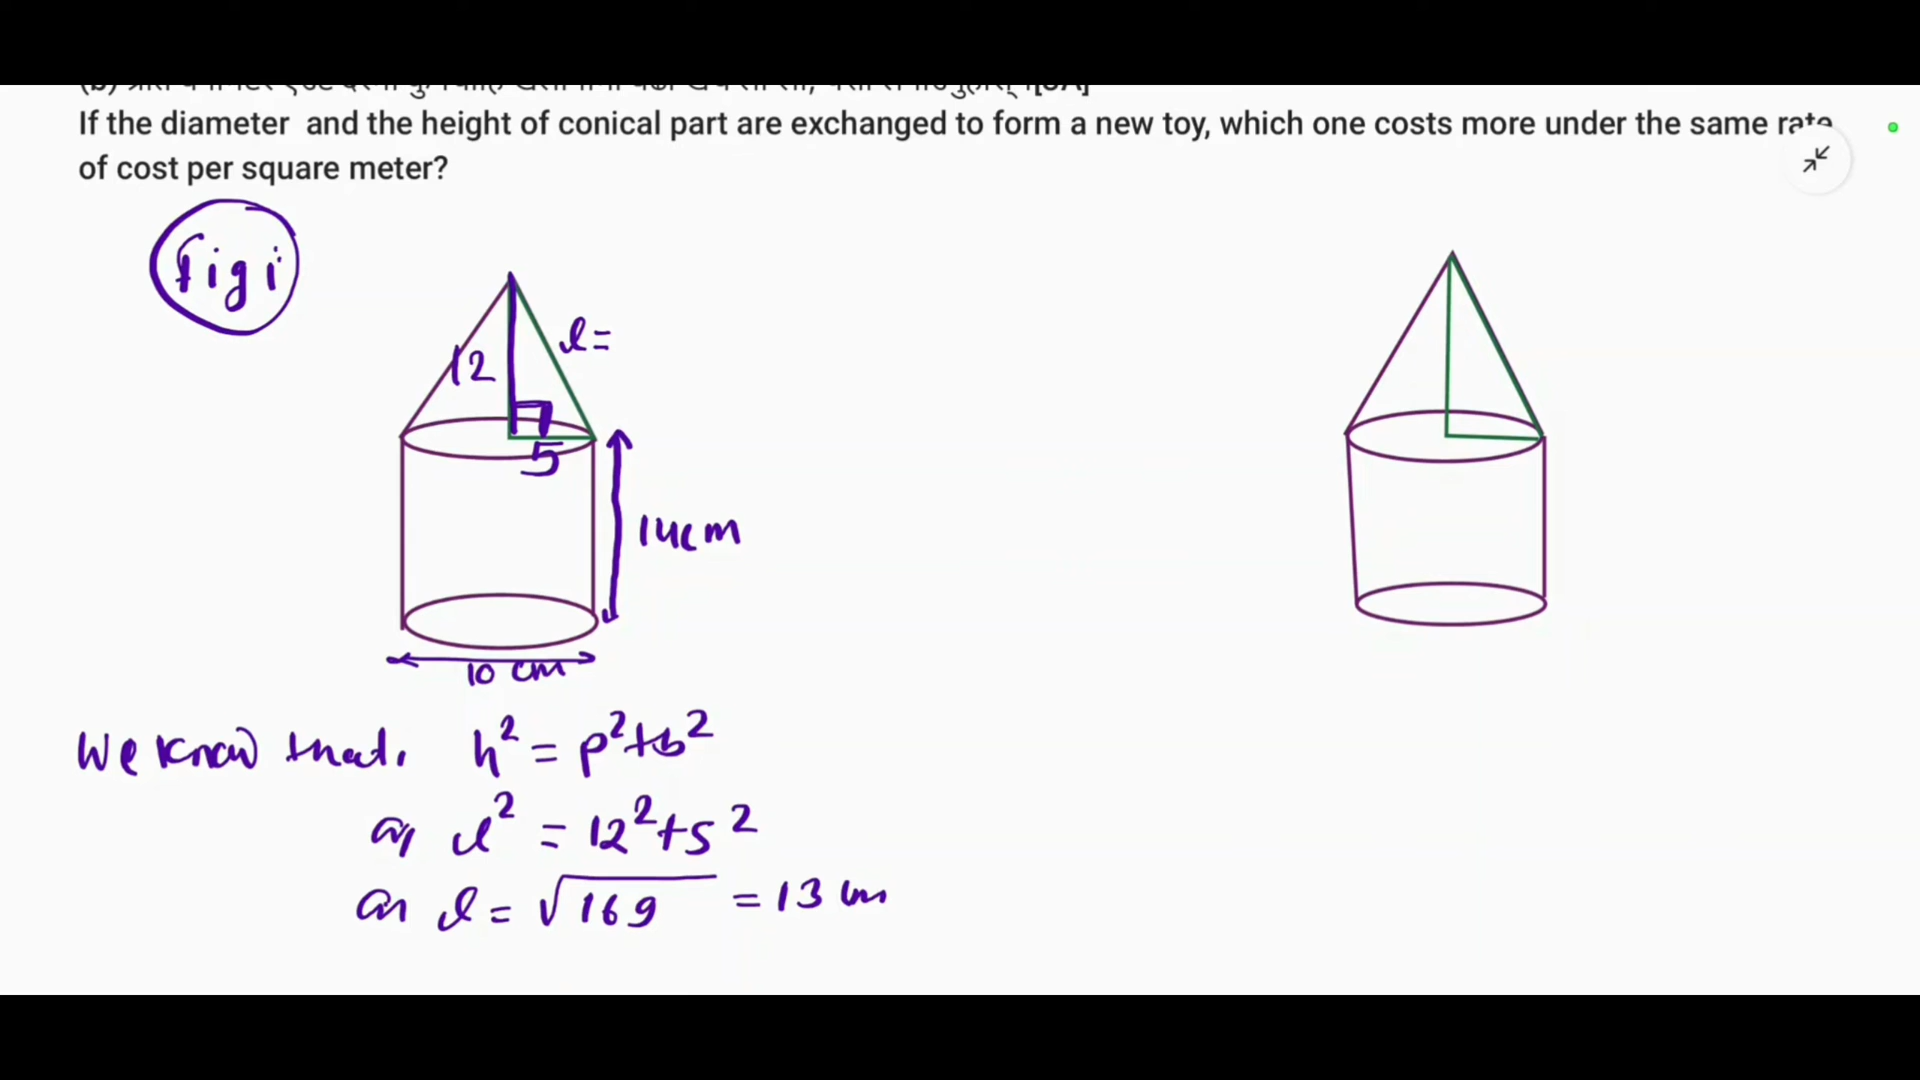 If the diameter and the height of conical part are exchanged to form a new toy, which one costs more under the same rate
of cost per square meter?
Fig i
l=
12
5
14cm
10 cm
We know that, h² = p²+b²
or l² = 12²+5²
or l = √169 = 13 cm